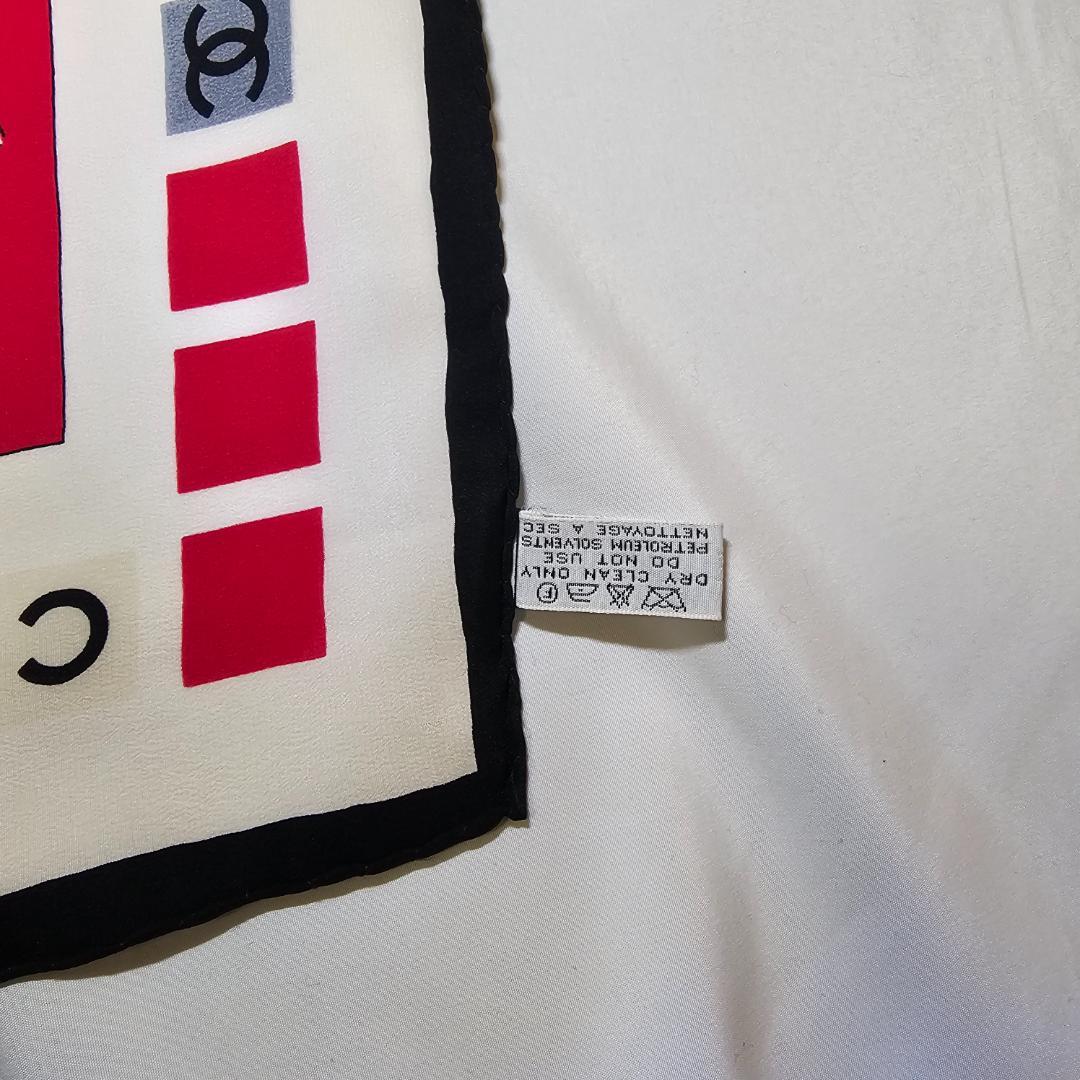 DRY CLEAN ONLY
DO NOT USE
PETROLEUM SOLVENTS
NETTOYAGE A SEC
C